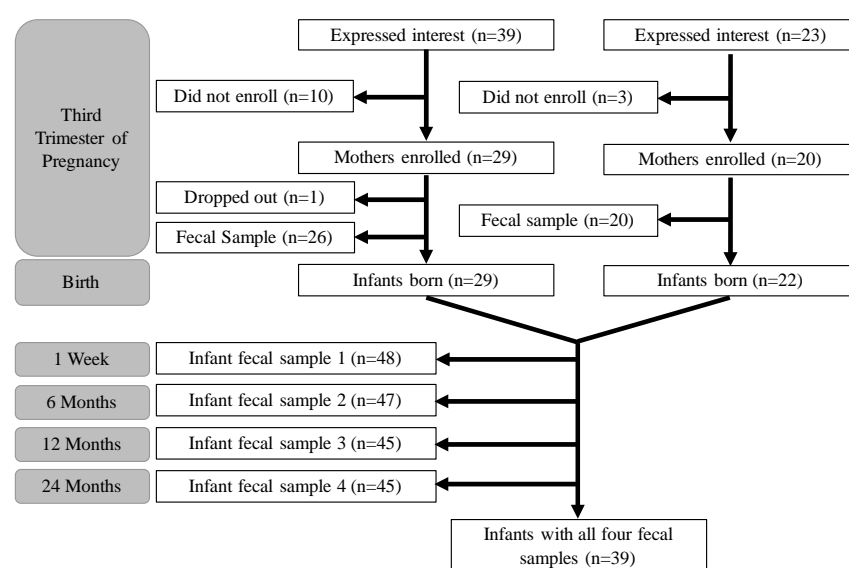 Expressed interest (n=39)
Expressed interest (n=23)
Did not enroll (n=10)
Did not enroll (n=3)
Third
Trimester of
Pregnancy
Mothers enrolled (n=29)
Mothers enrolled (n=20)
Dropped out (n=1)
Fecal sample (n=20)
Fecal Sample (n=26)
Birth
Infants born (n=29)
Infants born (n=22)
1 Week
Infant fecal sample 1 (n=48)
6 Months
Infant fecal sample 2 (n=47)
12 Months
Infant fecal sample 3 (n=45)
24 Months
Infant fecal sample 4 (n=45)
Infants with all four fecal
samples (n=39)